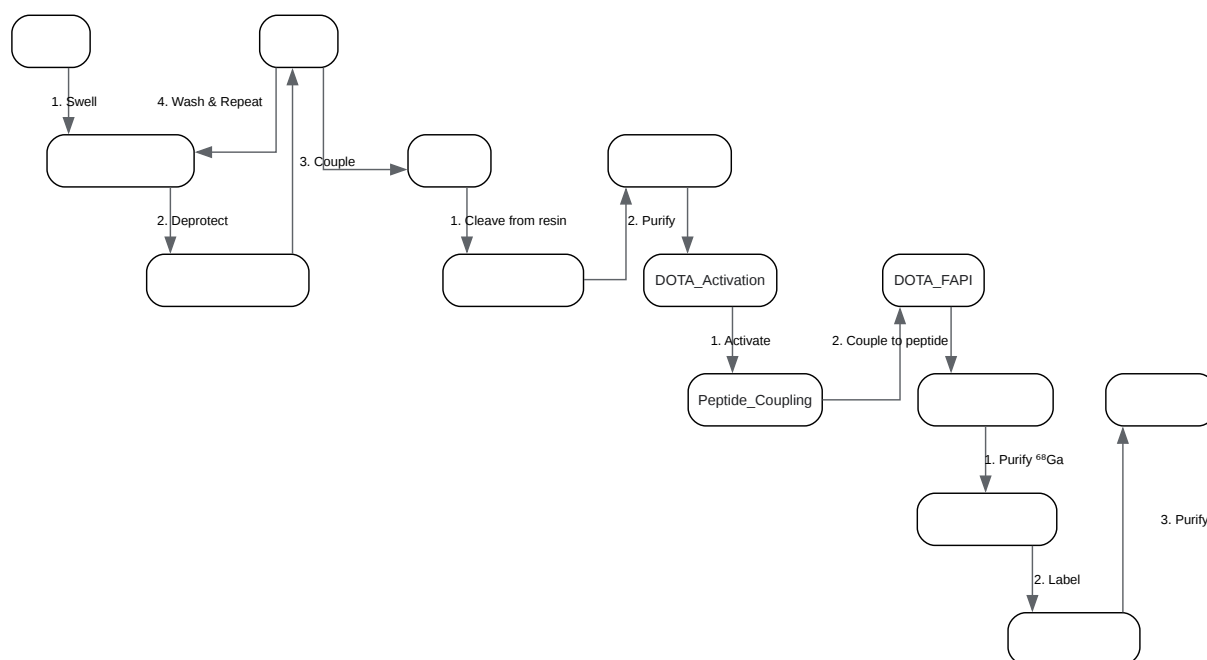 1. Swell
4. Wash & Repeat
3. Couple
2. Deprotect
1. Cleave from resin
2. Purify
DOTA_Activation
DOTA_FAPI
1. Activate
2. Couple to peptide
Peptide_Coupling
1. Purify ⁶⁸Ga
3. Purify
2. Label